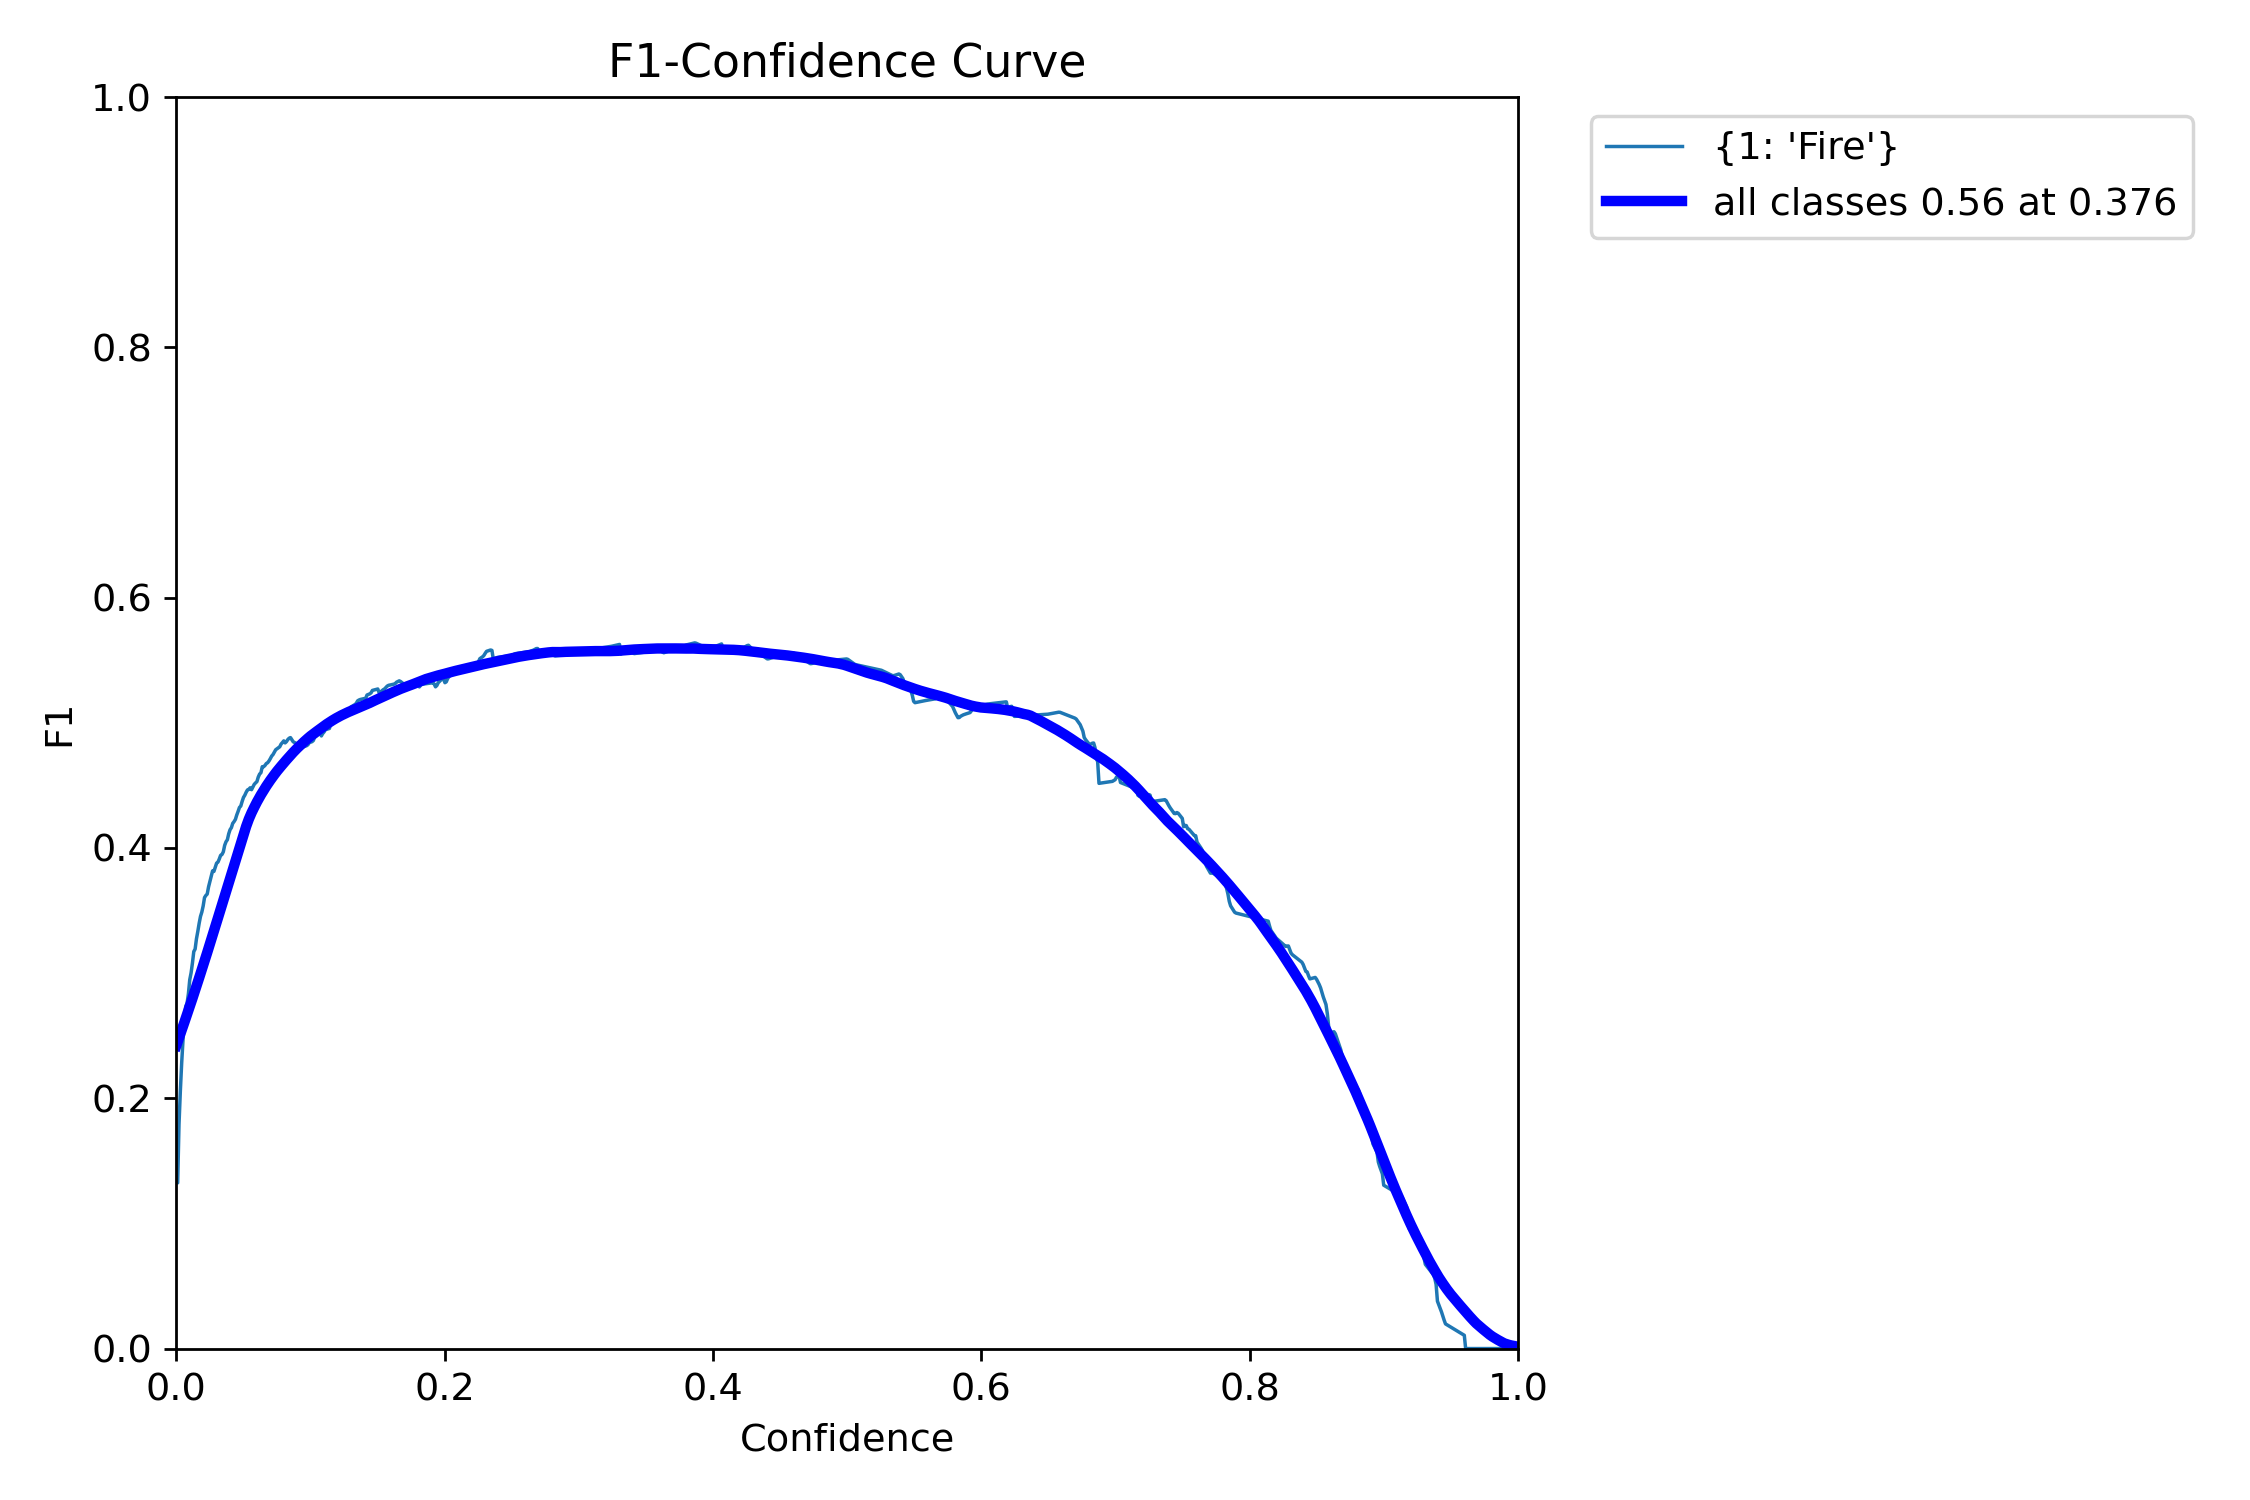 F1-Confidence Curve
1.0
0.8
0.6
0.4
0.2
0.0
F1
0.0 0.2 0.4 0.6 0.8 1.0
Confidence
{1: 'Fire'}
all classes 0.56 at 0.376